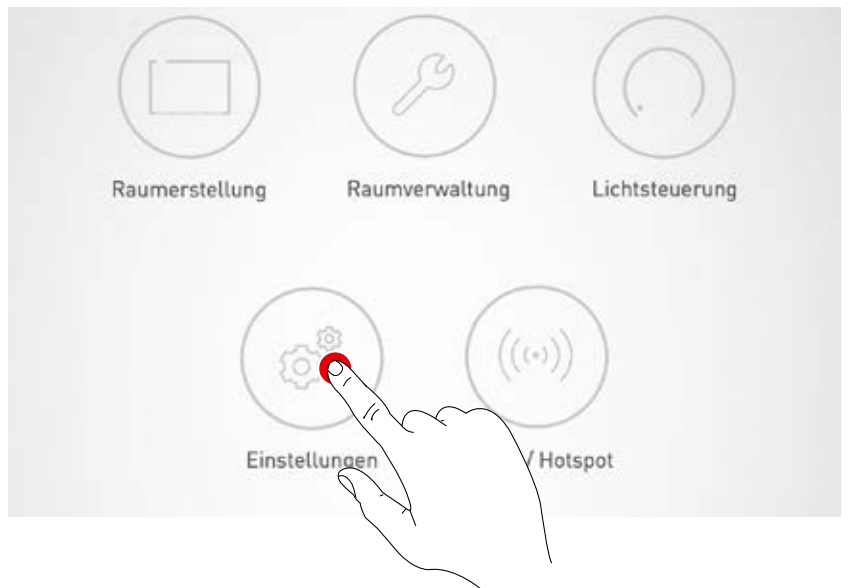 Raumerstellung
Raumverwaltung
Lichtsteuerung
Einstellungen
/ Hotspot